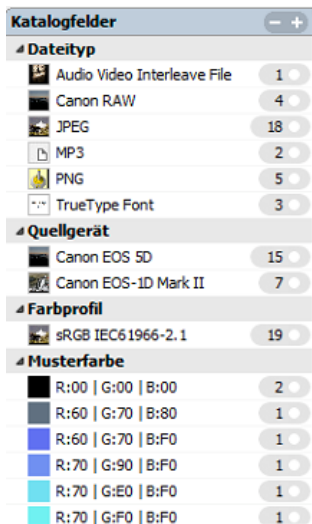 Katalogfelder
Dateityp
Audio Video Interleave File 1
Canon RAW 4
JPEG 18
MP3 2
PNG 5
TrueType Font 3
Quellgerät
Canon EOS 5D 15
Canon EOS-1D Mark II 7
Farbprofil
sRGB IEC61966-2.1 19
Musterfarbe
R:00 | G:00 | B:00 2
R:60 | G:70 | B:80 1
R:60 | G:70 | B:F0 1
R:70 | G:90 | B:F0 1
R:70 | G:E0 | B:F0 1
R:70 | G:F0 | B:F0 1